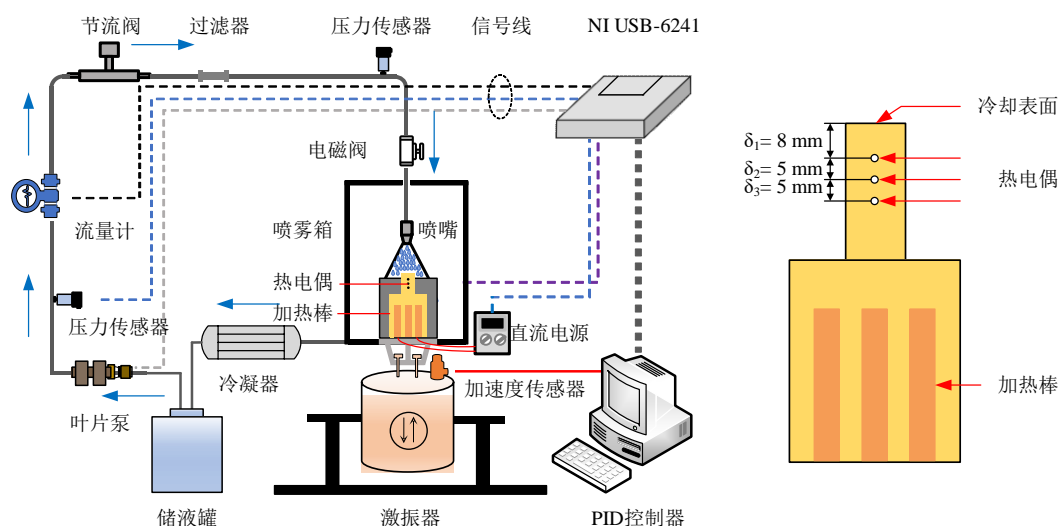 节流阀
过滤器
压力传感器
信号线
NI USB-6241
电磁阀
流量计
喷雾箱
喷嘴
热电偶
加热棒
压力传感器
直流电源
冷凝器
加速度传感器
叶片泵
储液罐
激振器
PID控制器
冷却表面
δ₁= 8 mm
δ₂= 5 mm
δ₃= 5 mm
热电偶
加热棒